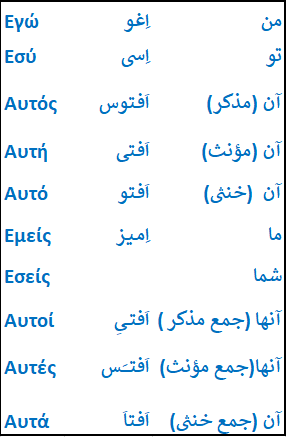 من اِغو Εγώ
تو اِسی Εσύ
آن (مذکر) اَفتوس Αυτός
آن (مؤنث) اَفتی Αυτή
آن (خنثی) اَفتو Αυτό
ما اِمیز Εμείς
شما Εσείς
آنها (جمع مذکر ) اَفتیِ Αυτοί
آنها(جمع مؤنث) اَفتـَس Αυτές
آن (جمع خنثی) اَفتاَ Αυτά